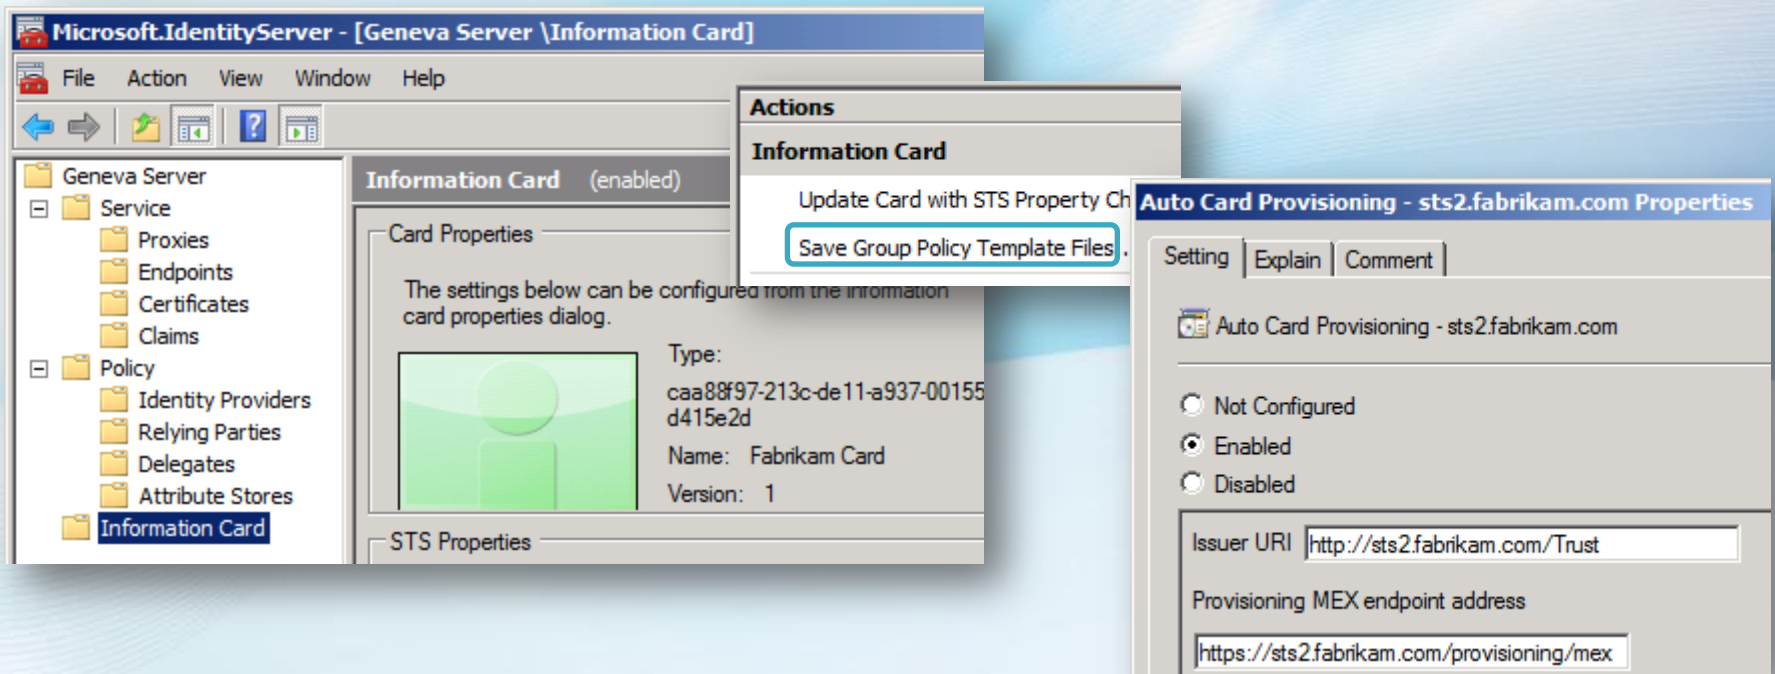 Microsoft.IdentityServer - [Geneva Server \Information Card]
File Action View Window Help
Geneva Server
Service
Proxies
Endpoints
Certificates
Claims
Policy
Identity Providers
Relying Parties
Delegates
Attribute Stores
Information Card
Information Card (enabled)
Card Properties
The settings below can be configured from the information
card properties dialog.
Type:
caa88f97-213c-de11-a937-00155
d415e2d
Name: Fabrikam Card
Version: 1
STS Properties
Actions
Information Card
Update Card with STS Property Ch
Save Group Policy Template Files .
Auto Card Provisioning - sts2.fabrikam.com Properties
Setting Explain Comment
Auto Card Provisioning - sts2.fabrikam.com
Not Configured
Enabled
Disabled
Issuer URI http://sts2.fabrikam.com/Trust
Provisioning MEX endpoint address
https://sts2.fabrikam.com/provisioning/mex